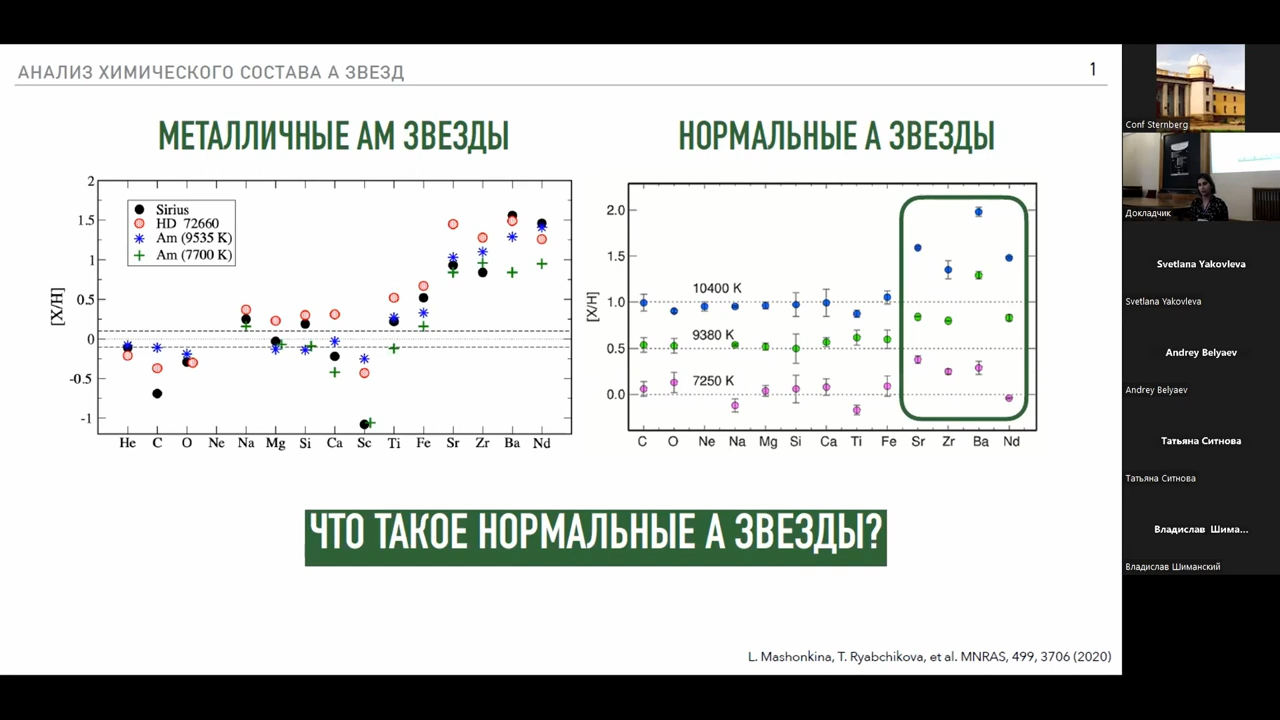 АНАЛИЗ ХИМИЧЕСКОГО СОСТАВА А ЗВЕЗД
1
МЕТАЛЛИЧНЫЕ АМ ЗВЕЗДЫ
[X/H]
2
1.5
1
0.5
0
-0.5
-1
Sirius
HD 72660
Am (9535 K)
Am (7700 K)
He C O Ne Na Mg Si Ca Sc Ti Fe Sr Zr Ba Nd
НОРМАЛЬНЫЕ А ЗВЕЗДЫ
[X/H]
2.0
1.5
1.0
0.5
0.0
10400 K
9380 K
7250 K
C O Ne Na Mg Si Ca Ti Fe Sr Zr Ba Nd
ЧТО ТАКОЕ НОРМАЛЬНЫЕ А ЗВЕЗДЫ?
L. Mashonkina, T. Ryabchikova, et al. MNRAS, 499, 3706 (2020)
Conf Sternberg
Докладчик
Svetlana Yakovleva
Svetlana Yakovleva
Andrey Belyaev
Andrey Belyaev
Татьяна Ситнова
Татьяна Ситнова
Владислав Шима...
Владислав Шиманский